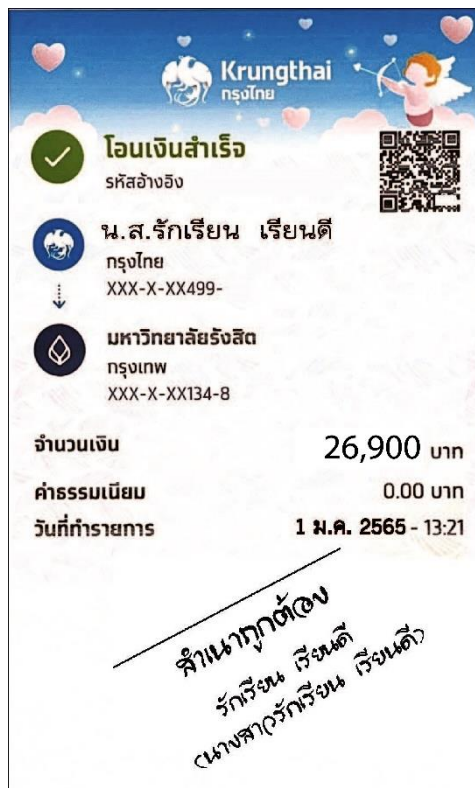 Krungthai
กรุงไทย
โอนเงินสำเร็จ
รหัสอ้างอิง
น.ส.รักเรียน เรียนดี
กรุงไทย
XXX-X-XX499-
มหาวิทยาลัยรังสิต
กรุงเทพ
XXX-X-XX134-8
จำนวนเงิน 26,900 บาท
ค่าธรรมเนียม 0.00 บาท
วันที่ทำรายการ 1 ม.ค. 2565 - 13:21
สำเนาถูกต้อง
รักเรียน เรียนดี
(นางสาวรักเรียน เรียนดี)